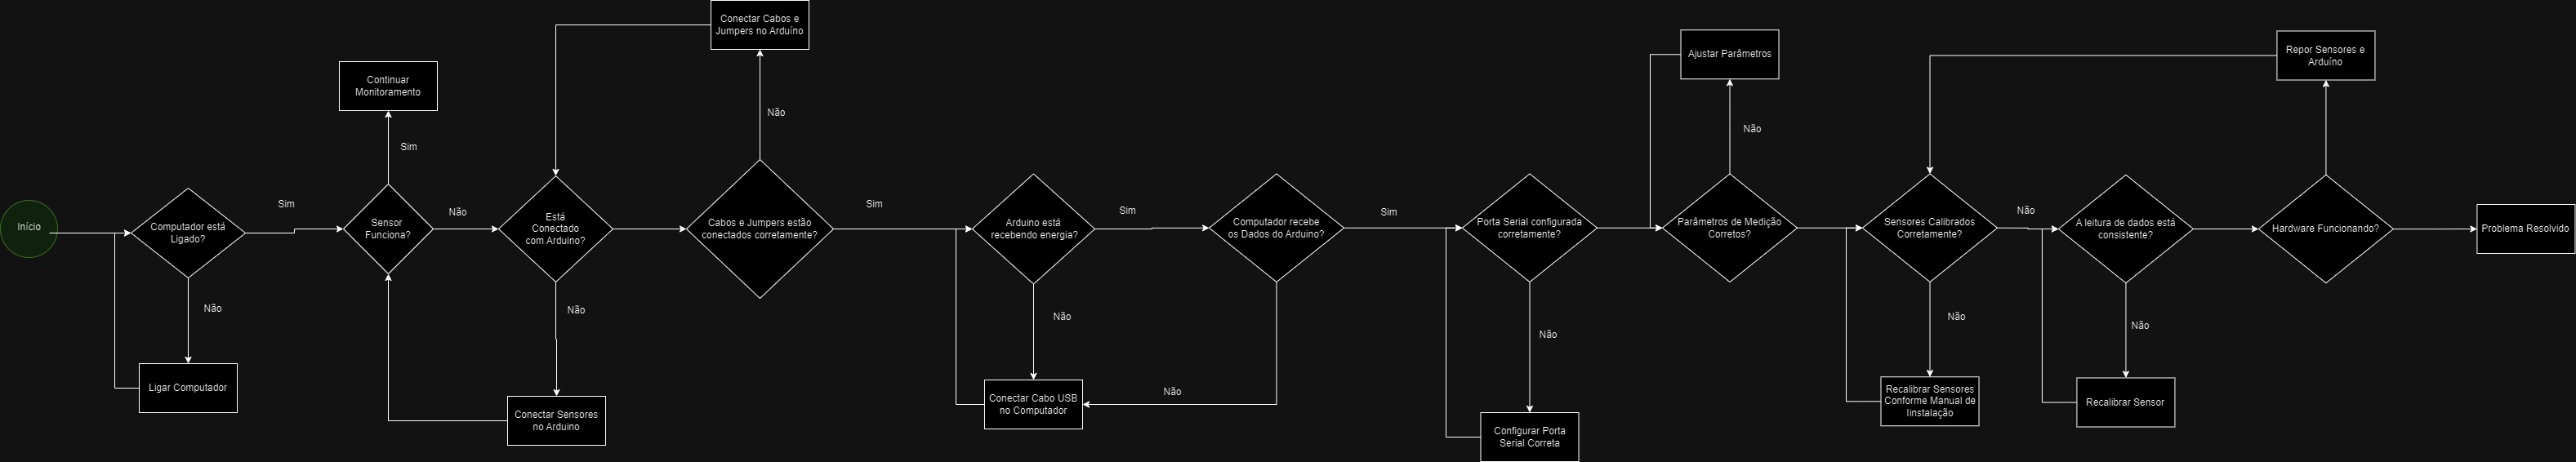 Início
Computador está
Ligado?
Sim
Não
Ligar Computador
Continuar
Monitoramento
Sim
Sensor
Funciona?
Não
Está
Conectado
com Arduino?
Não
Conectar Sensores
no Arduino
Conectar Cabos e
Jumpers no Arduíno
Não
Cabos e Jumpers estão
conectados corretamente?
Sim
Arduino está
recebendo energia?
Sim
Não
Conectar Cabo USB
no Computador
Computador recebe
os Dados do Arduino?
Sim
Não
Porta Serial configurada
corretamente?
Não
Configurar Porta
Serial Correta
Ajustar Parâmetros
Não
Parâmetros de Medição
Corretos?
Sensores Calibrados
Corretamente?
Não
Não
Recalibrar Sensores
Conforme Manual de
Iinstalação
A leitura de dados está
consistente?
Não
Recalibrar Sensor
Repor Sensores e
Arduíno
Hardware Funcionando?
Problema Resolvido